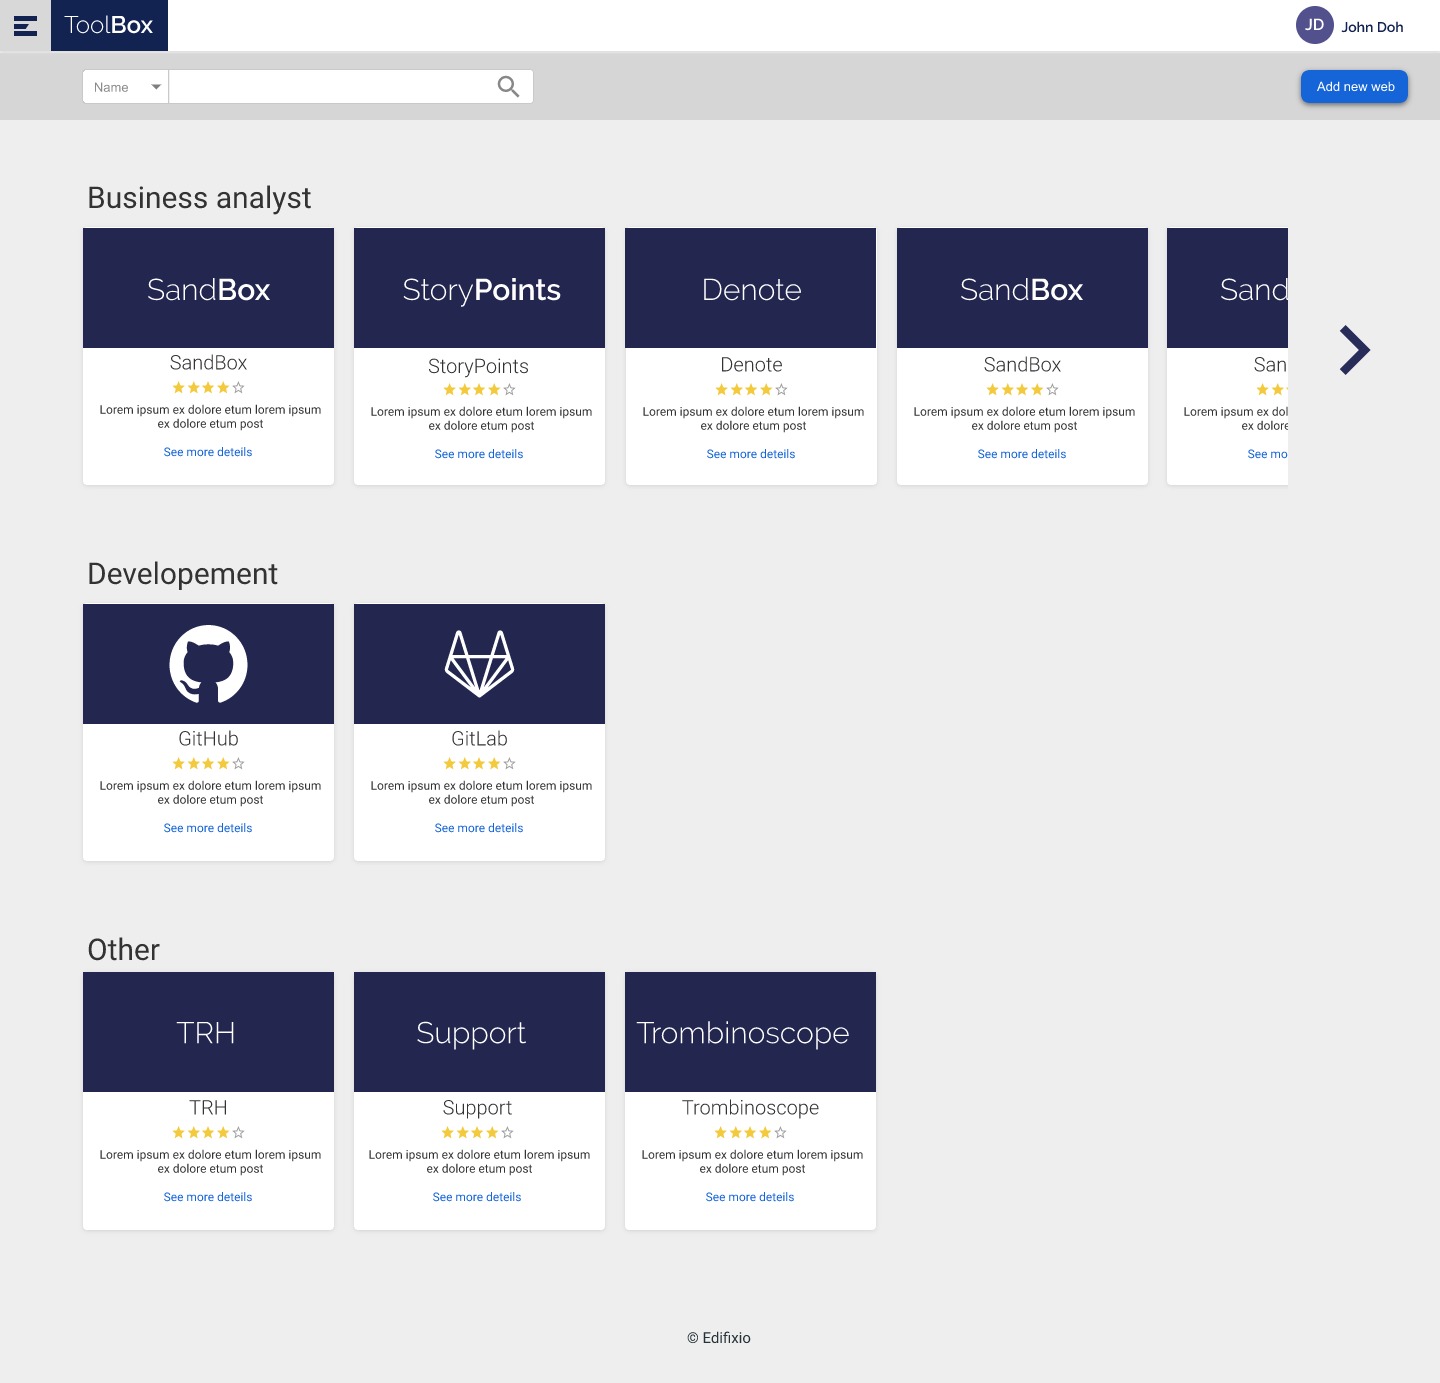 ToolBox
JD John Doh
Name
Add new web
Business analyst
SandBox
StoryPoints
Denote
SandBox
Sand
SandBox
StoryPoints
Denote
SandBox
San
Lorem ipsum ex dolore etum lorem ipsum
ex dolore etum post
Lorem ipsum ex dolore etum lorem ipsum
ex dolore etum post
Lorem ipsum ex dolore etum lorem ipsum
ex dolore etum post
Lorem ipsum ex dolore etum lorem ipsum
ex dolore etum post
Lorem ipsum ex dol
ex dolore
See more deteils
See more deteils
See more deteils
See more deteils
See mo
Developement
GitHub
GitLab
Lorem ipsum ex dolore etum lorem ipsum
ex dolore etum post
Lorem ipsum ex dolore etum lorem ipsum
ex dolore etum post
See more deteils
See more deteils
Other
TRH
Support
Trombinoscope
TRH
Support
Trombinoscope
Lorem ipsum ex dolore etum lorem ipsum
ex dolore etum post
Lorem ipsum ex dolore etum lorem ipsum
ex dolore etum post
Lorem ipsum ex dolore etum lorem ipsum
ex dolore etum post
See more deteils
See more deteils
See more deteils
© Edifixio